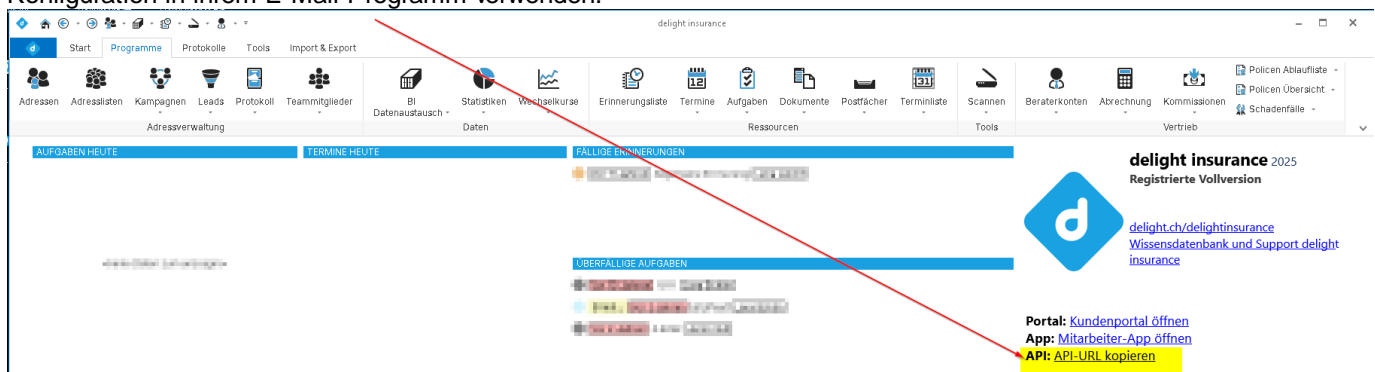 Konfiguration in Ihrem E-Mail-Programm verwenden.
delight insurance
Start Programme Protokolle Tools Import & Export
Adressen Adresslisten Kampagnen Leads Protokoll Teammitglieder BI Datenaustausch Statistiken Wechselkurse Erinnerungsliste Termine Aufgaben Dokumente Postfächer Terminliste Scannen Beraterkonten Abrechnung Kommissionen
Policen Ablaufliste
Policen Übersicht
Schadenfälle
Adressverwaltung Daten Ressourcen Tools Vertrieb
AUFGABEN HEUTE TERMINE HEUTE FÄLLIGE ERINNERUNGEN
delight insurance 2025
Registrierte Vollversion
delight.ch/delightinsurance
Wissensdatenbank und Support delight
insurance
ÜBERFÄLLIGE AUFGABEN
Portal: Kundenportal öffnen
App: Mitarbeiter-App öffnen
API: API-URL kopieren